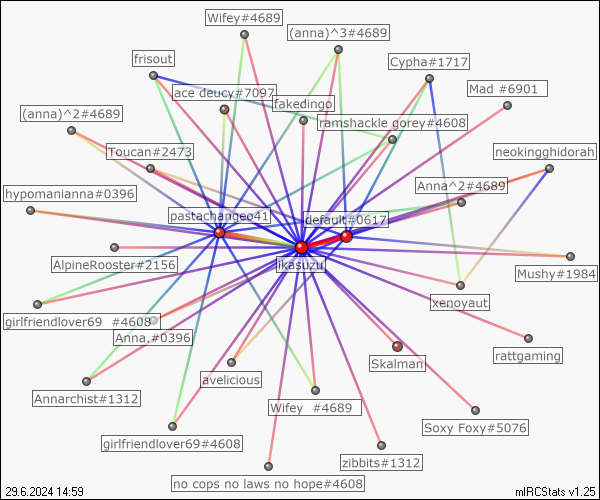 Wifey#4689
(anna)^3#4689
frisout
Cypha#1717
ace deucy#7097
Mad #6901
fakedingo
(anna)^2#4689
ramshackle gorey#4608
Toucan#2473
neokingghidorah
Anna^2#4689
hypomanianna#0396
pastachangeo41
default#0617
AlpineRooster#2156
likasuzu
Mushy#1984
xenoyaut
girlfriendlover69 #4608
Anna.#0396
rattgaming
Skalman
avelicious
Annarchist#1312
Wifey #4689
Soxy Foxy#5076
girlfriendlover69#4608
zibbits#1312
no cops no laws no hope#4608
29.6.2024 14:59
mIRCStats v1.25